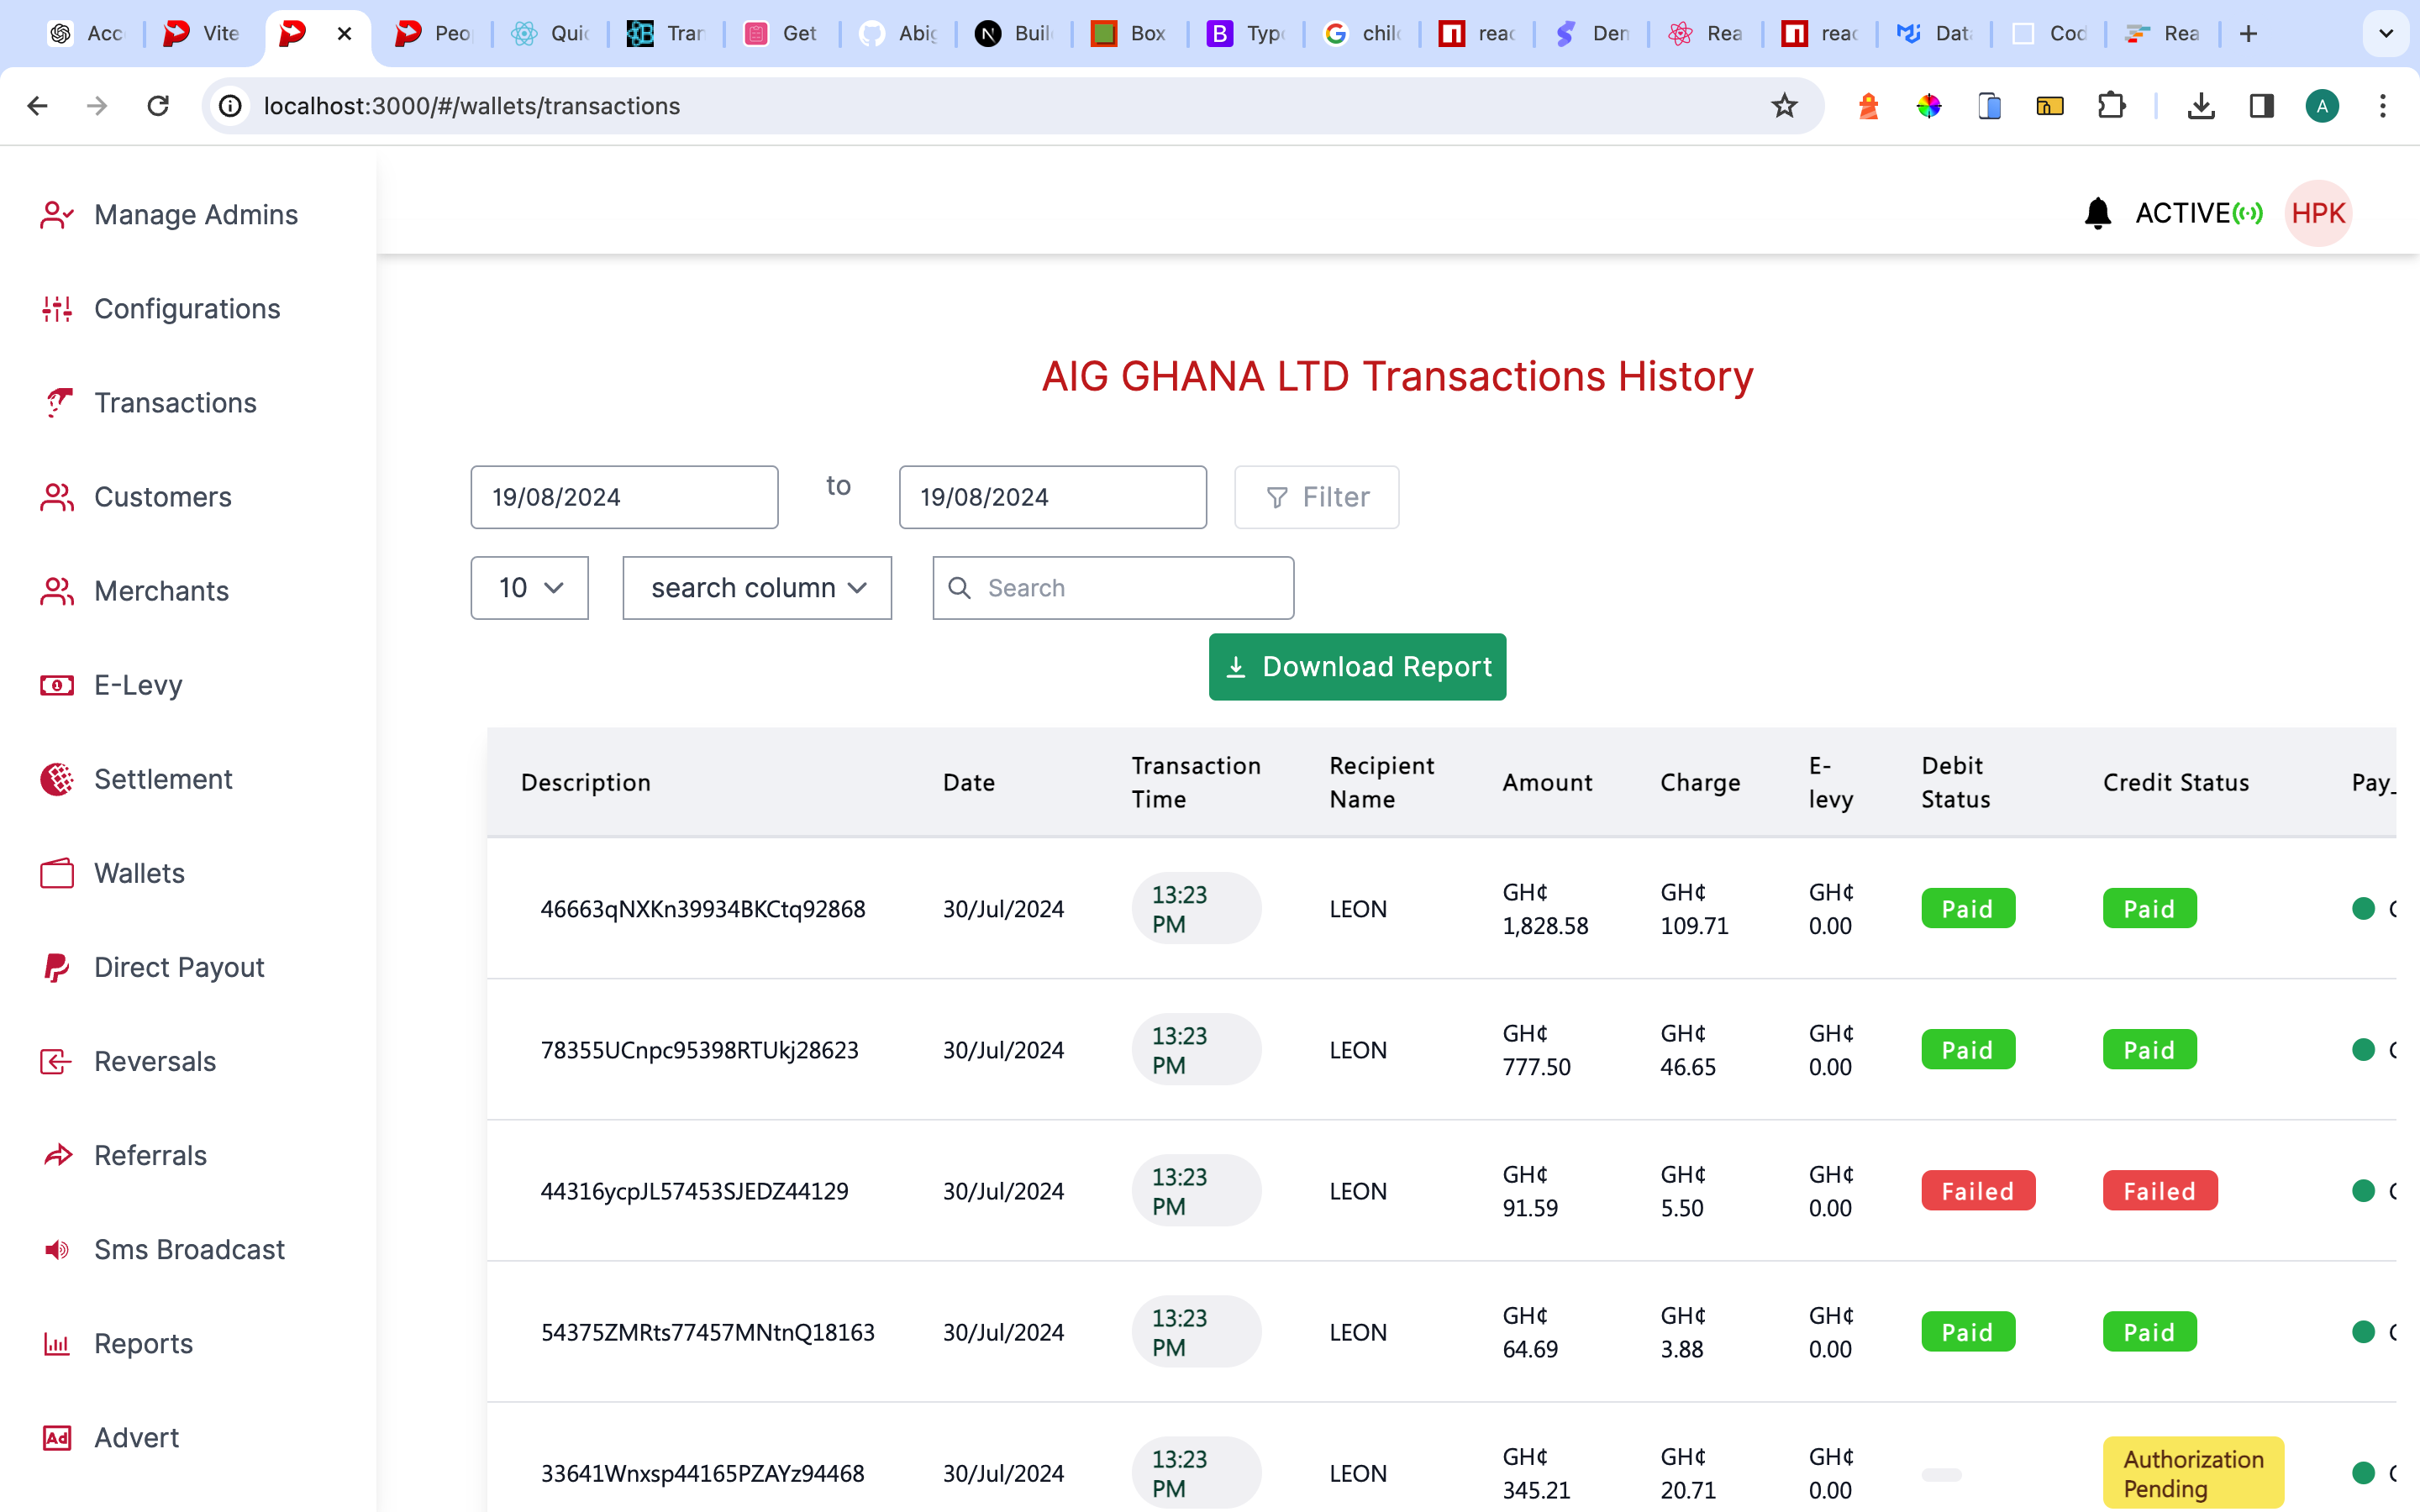 Acc
Vite
Peo
Quic
Tran
Get
Abig
Buil
Box
Typo
chil
reac
Den
Rea
reac
Data
Cod
Rea
localhost:3000/#/wallets/transactions
A
Manage Admins
Configurations
Transactions
Customers
Merchants
E-Levy
Settlement
Wallets
Direct Payout
Reversals
Referrals
Sms Broadcast
Reports
Advert
ACTIVE
HPK
AIG GHANA LTD Transactions History
19/08/2024 to 19/08/2024 Filter
10 search column Search
Download Report
Description Date Transaction Time Recipient Name Amount Charge E-levy Debit Status Credit Status Pay_
46663qNXKn39934BKCtq92868 30/Jul/2024 13:23 PM LEON GH¢ 1,828.58 GH¢ 109.71 GH¢ 0.00 Paid Paid
78355UCnpc95398RTUkj28623 30/Jul/2024 13:23 PM LEON GH¢ 777.50 GH¢ 46.65 GH¢ 0.00 Paid Paid
44316ycpJL57453SJEDZ44129 30/Jul/2024 13:23 PM LEON GH¢ 91.59 GH¢ 5.50 GH¢ 0.00 Failed Failed
54375ZMRts77457MNtnQ18163 30/Jul/2024 13:23 PM LEON GH¢ 64.69 GH¢ 3.88 GH¢ 0.00 Paid Paid
33641Wnxsp44165PZAYz94468 30/Jul/2024 13:23 PM LEON GH¢ 345.21 GH¢ 20.71 GH¢ 0.00 Authorization Pending